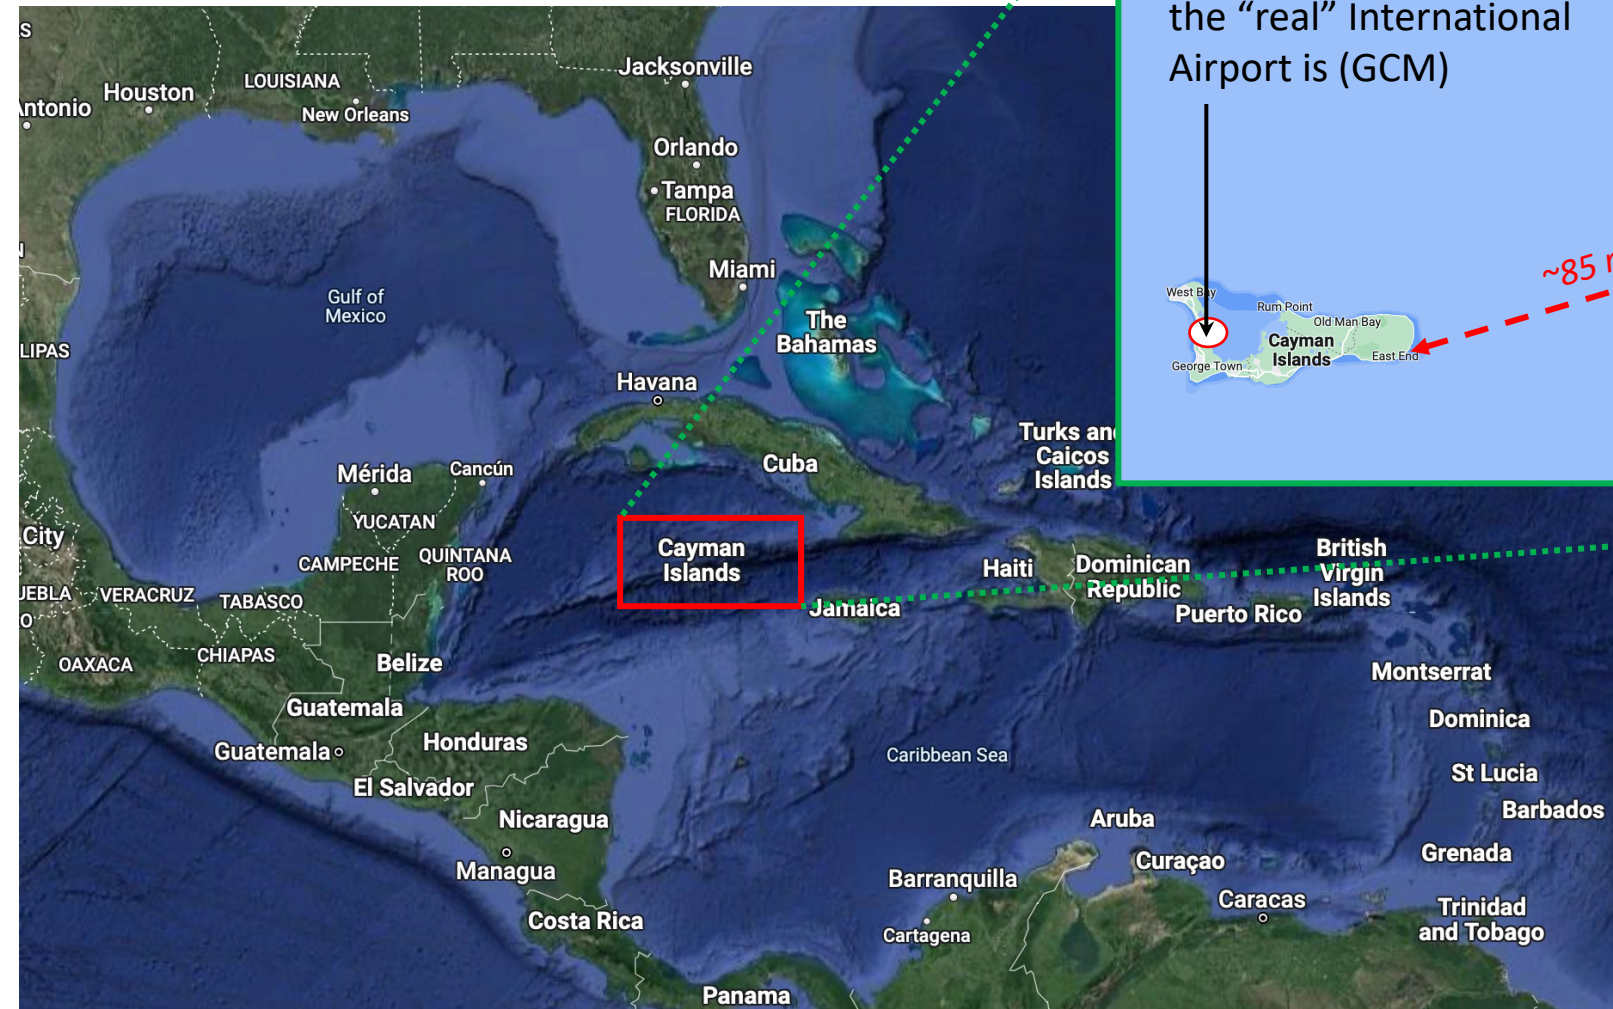 the “real” International
Airport is (GCM)
~85
West Bay
Rum Point
Old Man Bay
Cayman
Islands
East End
George Town
Houston
LOUISIANA
New Orleans
Jacksonville
Orlando
Tampa
FLORIDA
Miami
Gulf of
Mexico
The
Bahamas
Havana
Cuba
Turks
Caicos
Islands
Mérida
Cancún
YUCATAN
CAMPECHE
QUINTANA
ROO
City
VERACRUZ
TABASCO
OAXACA
CHIAPAS
Cayman
Islands
Jamaica
Haiti
Dominican
Republic
Puerto Rico
British
Virgin
Islands
Belize
Guatemala
Guatemala
Honduras
El Salvador
Nicaragua
Managua
Costa Rica
Panama
Caribbean Sea
Montserrat
Dominica
St Lucia
Barbados
Grenada
Aruba
Curaçao
Barranquilla
Cartagena
Caracas
Trinidad
and Tobago